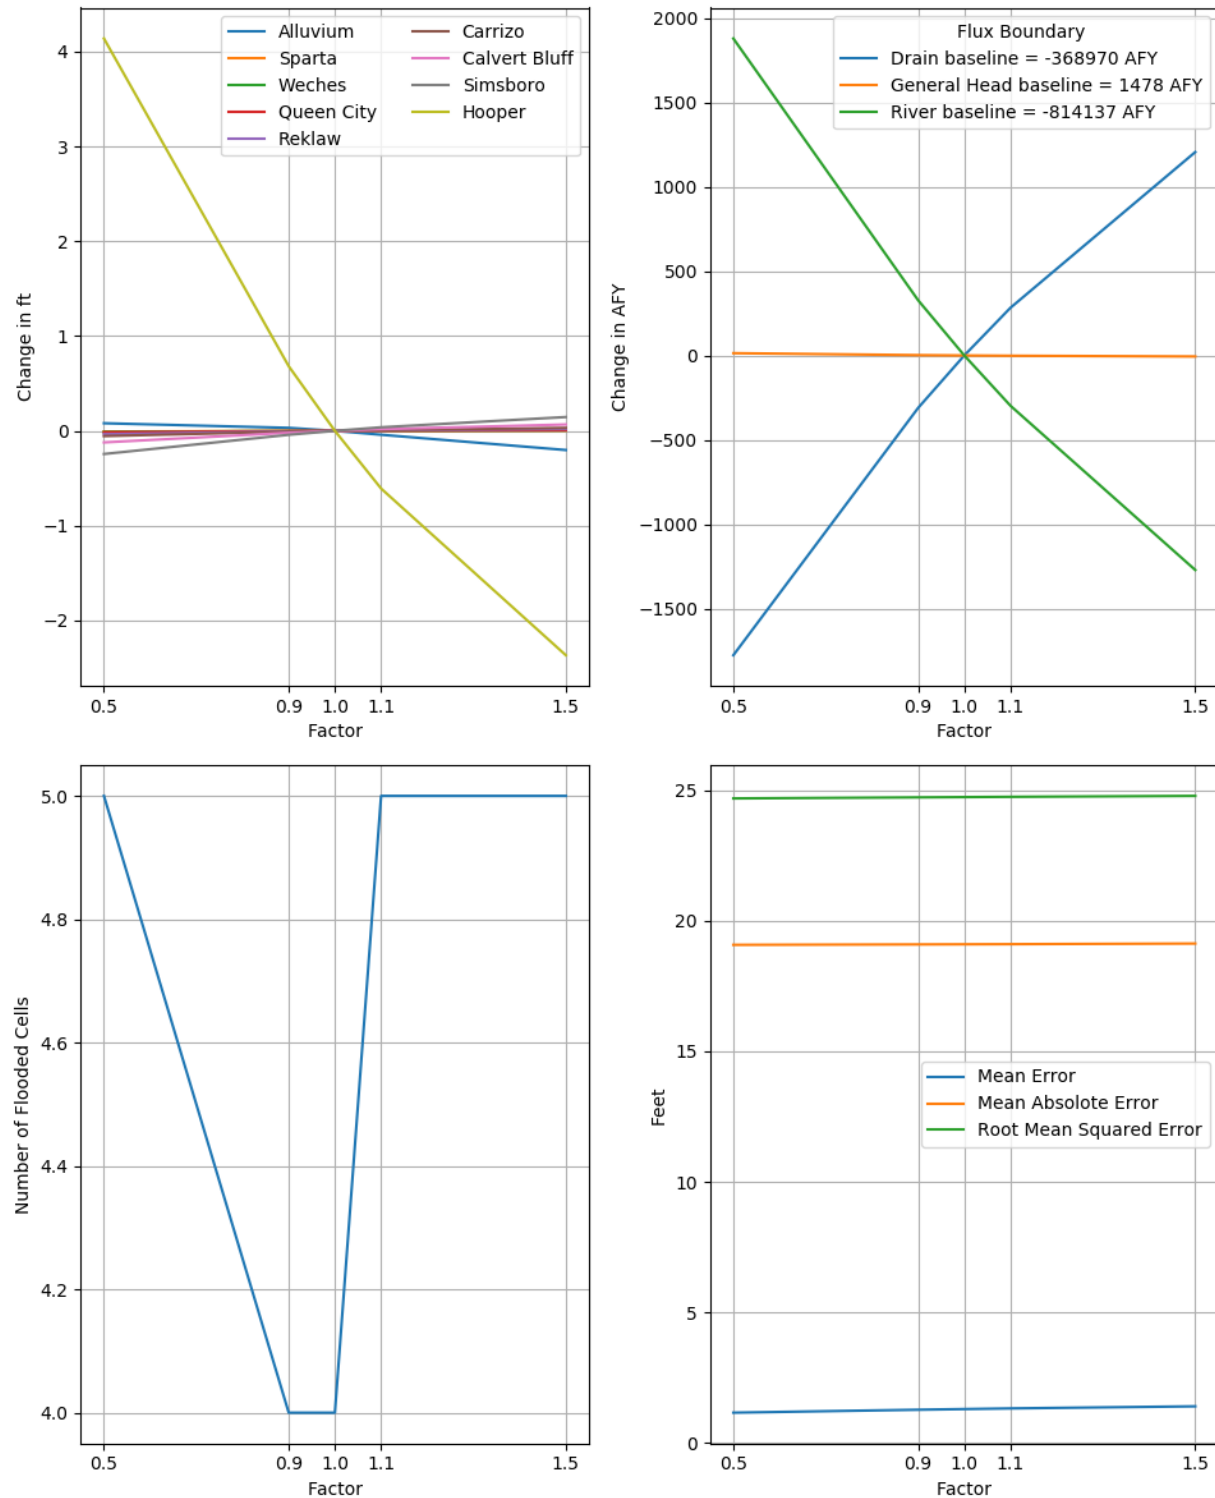 Alluvium
Sparta
Weches
Queen City
Reklaw
Carrizo
Calvert Bluff
Simsboro
Hooper
Change in ft
4
3
2
1
0
−1
−2
0.5 0.9 1.0 1.1 1.5
Factor
Flux Boundary
Drain baseline = -368970 AFY
General Head baseline = 1478 AFY
River baseline = -814137 AFY
Change in AFY
2000
1500
1000
500
0
−500
−1000
−1500
0.5 0.9 1.0 1.1 1.5
Factor
Number of Flooded Cells
5.0
4.8
4.6
4.4
4.2
4.0
0.5 0.9 1.0 1.1 1.5
Factor
Feet
25
20
15
10
5
0
Mean Error
Mean Absolute Error
Root Mean Squared Error
0.5 0.9 1.0 1.1 1.5
Factor